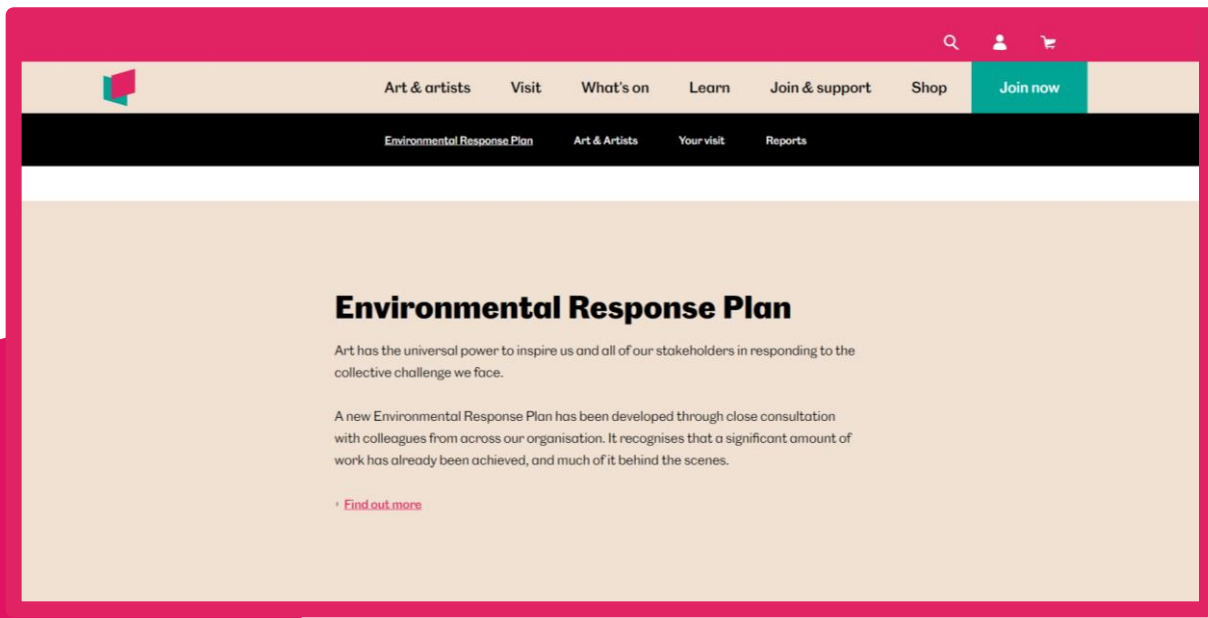 Art & artists Visit What's on Learn Join & support Shop Join now
Environmental Response Plan Art & Artists Your visit Reports
Environmental Response Plan
Art has the universal power to inspire us and all of our stakeholders in responding to the
collective challenge we face.
A new Environmental Response Plan has been developed through close consultation
with colleagues from across our organisation. It recognises that a significant amount of
work has already been achieved, and much of it behind the scenes.
Find out more